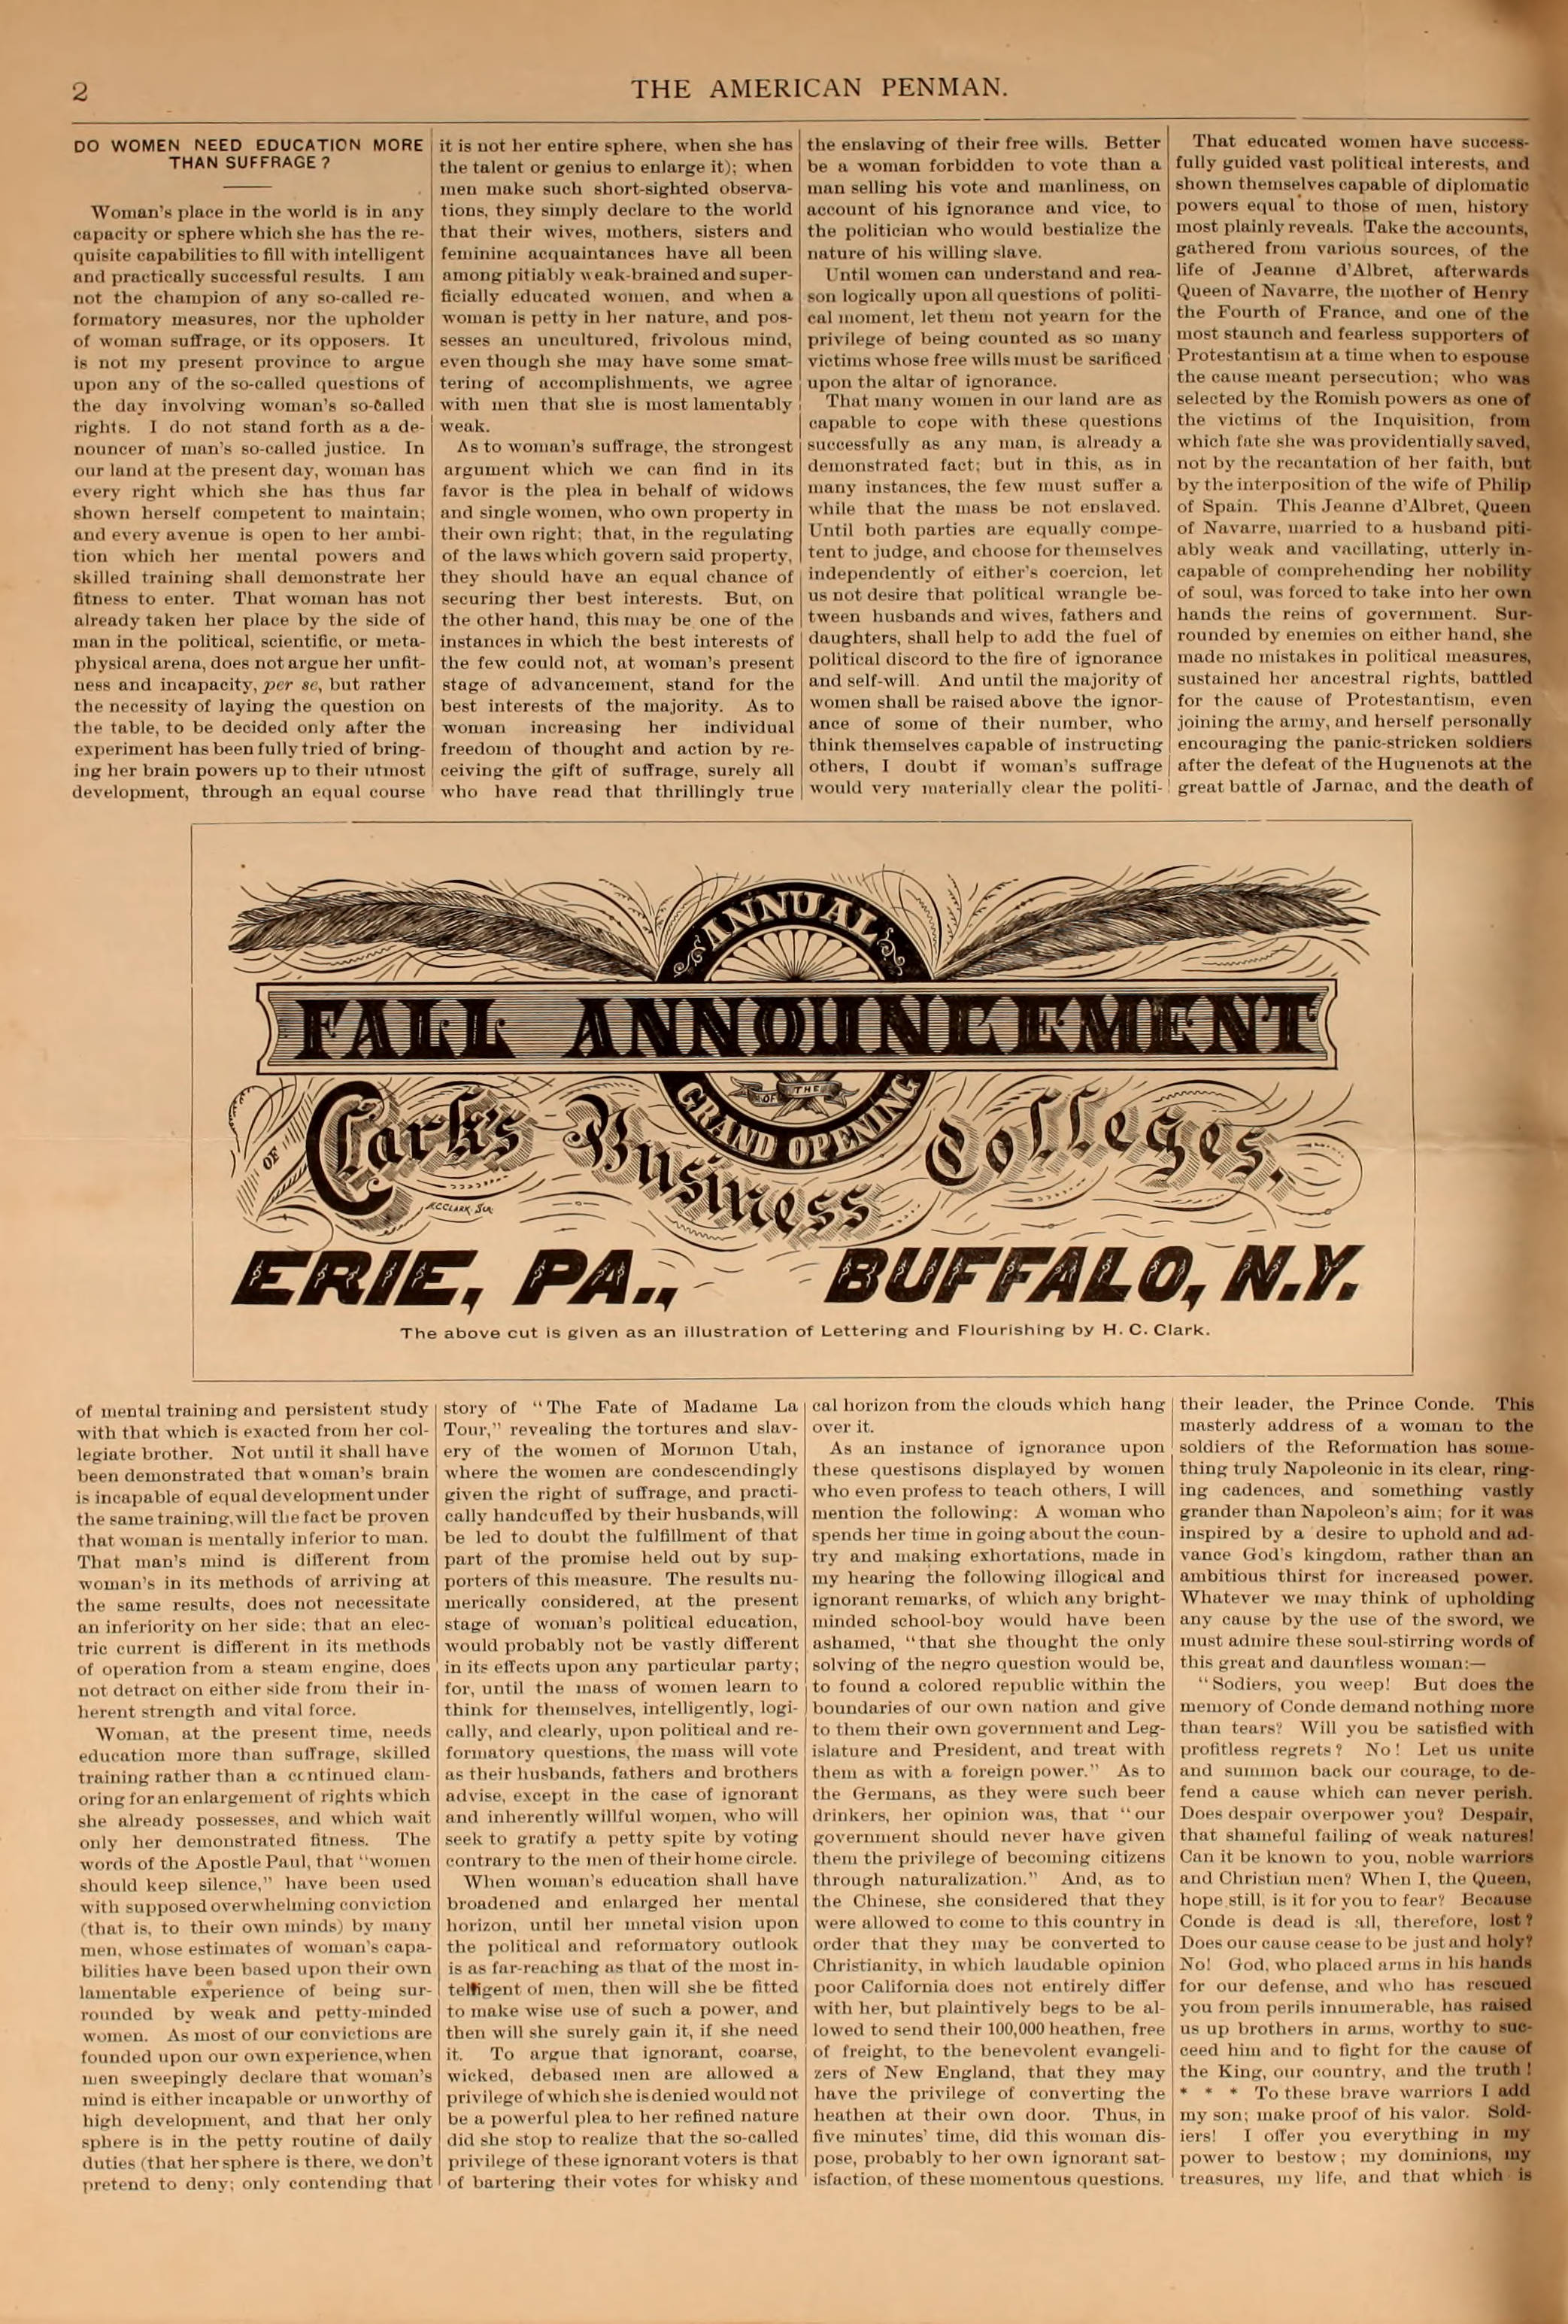 2
THE AMERICAN PENMAN.
DO WOMEN NEED EDUCATION MORE
THAN SUFFRAGE?
Woman's place in the world is in any
capacity or sphere which she has the re-
quisite capabilities to fill with intelligent
and practically successful results. I am
not the champion of any so-called re-
formatory measures, nor the upholder
of woman suffrage, or its opposers. It
is not my present province to argue
upon any of the so-called questions of
the day involving woman's so-called
rights. I do not stand forth as a de-
nouncer of man's so-called justice. In
our land at the present day, woman has
every right which she has thus far
shown herself competent to maintain;
and every avenue is open to her ambi-
tion which her mental powers and
skilled training shall demonstrate her
fitness to enter. That woman has not
already taken her place by the side of
man in the political, scientific, or meta-
physical arena, does not argue her unfit-
ness and incapacity, per se, but rather
the necessity of laying the question on
the table, to be decided only after the
experiment has been fully tried of bring-
ing her brain powers up to their utmost
development, through an equal course
of mental training and persistent study
with that which is exacted from her col-
legiate brother. Not until it shall have
been demonstrated that woman's brain
is incapable of equal development under
the same training, will the fact be proven
that woman is mentally inferior to man.
That man's mind is different from
woman's in its methods of arriving at
the same results, does not necessitate
an inferiority on her side; that an elec-
tric current is different in its methods
of operation from a steam engine, does
not detract on either side from their in-
herent strength and vital force.
Woman, at the present time, needs
education more than suffrage, skilled
training rather than a continued clam-
oring for an enlargement of rights which
she already possesses, and which wait
only her demonstrated fitness. The
words of the Apostle Paul, that "women
should keep silence," have been used
with supposed overwhelming conviction
(that is, to their own minds) by many
men, whose estimates of woman's capa-
bilities have been based upon their own
lamentable experience of being sur-
rounded by weak and petty-minded
women. As most of our convictions are
founded upon our own experience, when
men sweepingly declare that woman's
mind is either incapable or unworthy of
high development, and that her only
sphere is in the petty routine of daily
duties (that her sphere is there, we don't
pretend to deny; only contending that
it is not her entire sphere, when she has
the talent or genius to enlarge it); when
men make such short-sighted observa-
tions, they simply declare to the world
that their wives, mothers, sisters and
feminine acquaintances have all been
among pitiably weak-brained and super-
ficially educated women, and when a
woman is petty in her nature, and pos-
sesses an uncultured, frivolous mind,
even though she may have some smat-
tering of accomplishments, we agree
with men that she is most lamentably
weak.
As to woman's suffrage, the strongest
argument which we can find in its
favor is the plea in behalf of widows
and single women, who own property in
their own right; that, in the regulating
of the laws which govern said property,
they should have an equal chance of
securing ther best interests. But, on
the other hand, this may be one of the
instances in which the best interests of
the few could not, at woman's present
stage of advancement, stand for the
best interests of the majority. As to
woman increasing her individual
freedom of thought and action by re-
ceiving the gift of suffrage, surely all
who have read that thrillingly true
story of "The Fate of Madame La
Tour," revealing the tortures and slav-
ery of the women of Mormon Utah,
where the women are condescendingly
given the right of suffrage, and practi-
cally handcuffed by their husbands, will
be led to doubt the fulfillment of that
part of the promise held out by sup-
porters of this measure. The results nu-
merically considered, at the present
stage of woman's political education,
would probably not be vastly different
in its effects upon any particular party;
for, until the mass of women learn to
think for themselves, intelligently, logi-
cally, and clearly, upon political and re-
formatory questions, the mass will vote
as their husbands, fathers and brothers
advise, except in the case of ignorant
and inherently willful women, who will
seek to gratify a petty spite by voting
contrary to the men of their home circle.
When woman's education shall have
broadened and enlarged her mental
horizon, until her mnetal vision upon
the political and reformatory outlook
is as far-reaching as that of the most in-
telligent of men, then will she be fitted
to make wise use of such a power, and
then will she surely gain it, if she need
it. To argue that ignorant, coarse,
wicked, debased men are allowed a
privilege of which she is denied would not
be a powerful plea to her refined nature
did she stop to realize that the so-called
privilege of these ignorant voters is that
of bartering their votes for whisky and
the enslaving of their free wills. Better
be a woman forbidden to vote than a
man selling his vote and manliness, on
account of his ignorance and vice, to
the politician who would bestialize the
nature of his willing slave.
Until women can understand and rea-
son logically upon all questions of politi-
cal moment, let them not yearn for the
privilege of being counted as so many
victims whose free wills must be sarificed
upon the altar of ignorance.
That many women in our land are as
capable to cope with these questions
successfully as any man, is already a
demonstrated fact; but in this, as in
many instances, the few must suffer a
while that the mass be not enslaved.
Until both parties are equally compe-
tent to judge, and choose for themselves
independently of either's coercion, let
us not desire that political wrangle be-
tween husbands and wives, fathers and
daughters, shall help to add the fuel of
political discord to the fire of ignorance
and self-will. And until the majority of
women shall be raised above the ignor-
ance of some of their number, who
think themselves capable of instructing
others, I doubt if woman's suffrage
would very materially clear the politi-
cal horizon from the clouds which hang
over it.
As an instance of ignorance upon
these questisons displayed by women
who even profess to teach others, I will
mention the following: A woman who
spends her time in going about the coun-
try and making exhortations, made in
my hearing the following illogical and
ignorant remarks, of which any bright-
minded school-boy would have been
ashamed, "that she thought the only
solving of the negro question would be,
to found a colored republic within the
boundaries of our own nation and give
to them their own government and Leg-
islature and President, and treat with
them as with a foreign power." As to
the Germans, as they were such beer
drinkers, her opinion was, that "our
government should never have given
them the privilege of becoming citizens
through naturalization." And, as to
the Chinese, she considered that they
were allowed to come to this country in
order that they may be converted to
Christianity, in which laudable opinion
poor California does not entirely differ
with her, but plaintively begs to be al-
lowed to send their 100,000 heathen, free
of freight, to the benevolent evangeli-
zers of New England, that they may
have the privilege of converting the
heathen at their own door. Thus, in
five minutes' time, did this woman dis-
pose, probably to her own ignorant sat-
isfaction, of these momentous questions.
That educated women have success-
fully guided vast political interests, and
shown themselves capable of diplomatic
powers equal to those of men, history
most plainly reveals. Take the accounts,
gathered from various sources, of the
life of Jeanne d'Albret, afterwards
Queen of Navarre, the mother of Henry
the Fourth of France, and one of the
most staunch and fearless supporters of
Protestantism at a time when to espouse
the cause meant persecution; who was
selected by the Romish powers as one of
the victims of the Inquisition, from
which fate she was providentially saved,
not by the recantation of her faith, but
by the interposition of the wife of Philip
of Spain. This Jeanne d'Albret, Queen
of Navarre, married to a husband piti-
ably weak and vacillating, utterly in-
capable of comprehending her nobility
of soul, was forced to take into her own
hands the reins of government. Sur-
rounded by enemies on either hand, she
made no mistakes in political measures,
sustained her ancestral rights, battled
for the cause of Protestantism, even
joining the army, and herself personally
encouraging the panic-stricken soldiers
after the defeat of the Huguenots at the
great battle of Jarnac, and the death of
their leader, the Prince Conde. This
masterly address of a woman to the
soldiers of the Reformation has some-
thing truly Napoleonic in its clear, ring-
ing cadences, and something vastly
grander than Napoleon's aim; for it was
inspired by a desire to uphold and ad-
vance God's kingdom, rather than an
ambitious thirst for increased power.
Whatever we may think of upholding
any cause by the use of the sword, we
must admire these soul-stirring words of
this great and dauntless woman:—
"Sodiers, you weep! But does the
memory of Conde demand nothing more
than tears? Will you be satisfied with
profitless regrets? No! Let us unite
and summon back our courage, to de-
fend a cause which can never perish.
Does despair overpower you? Despair,
that shameful failing of weak natures!
Can it be known to you, noble warriors
and Christian men? When I, the Queen,
hope still, is it for you to fear? Because
Conde is dead is all, therefore, lost?
Does our cause cease to be just and holy?
No! God, who placed arms in his hands
for our defense, and who has rescued
you from perils innumerable, has raised
us up brothers in arms, worthy to suc-
ceed him and to fight for the cause of
the King, our country, and the truth!
* * * To these brave warriors I add
my son; make proof of his valor. Sold-
iers! I offer you everything in my
power to bestow; my dominions, my
treasures, my life, and that which is
ANNUAL
FALL ANNOUNCEMENT
OF THE
GRAND OPENING
OF
Clark's Business Colleges,
H.C.CLARK, Su.
ERIE, PA., BUFFALO, N.Y.
The above cut is given as an illustration of Lettering and Flourishing by H. C. Clark.